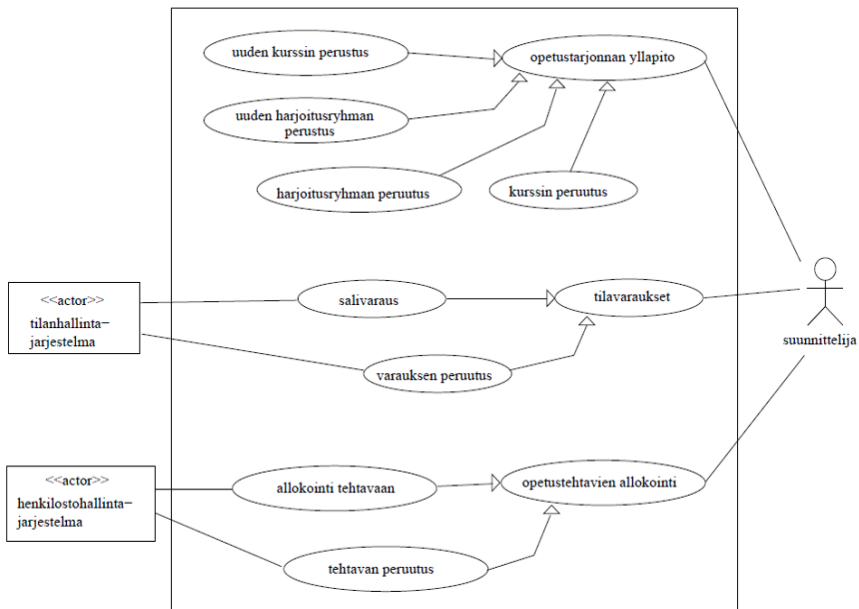 uuden kurssin perustus
opetustarjonnan yllapito
uuden harjoitusryhman
perustus
harjoitusryhman peruutus
kurssin peruutus
<<actor>>
tilanhallinta–
jarjestelma
salivaraus
tilavaraukset
suunnittelija
varauksen peruutus
<<actor>>
henkilostohallinta–
jarjestelma
allokointi tehtavaan
opetustehtavien allokointi
tehtavan peruutus